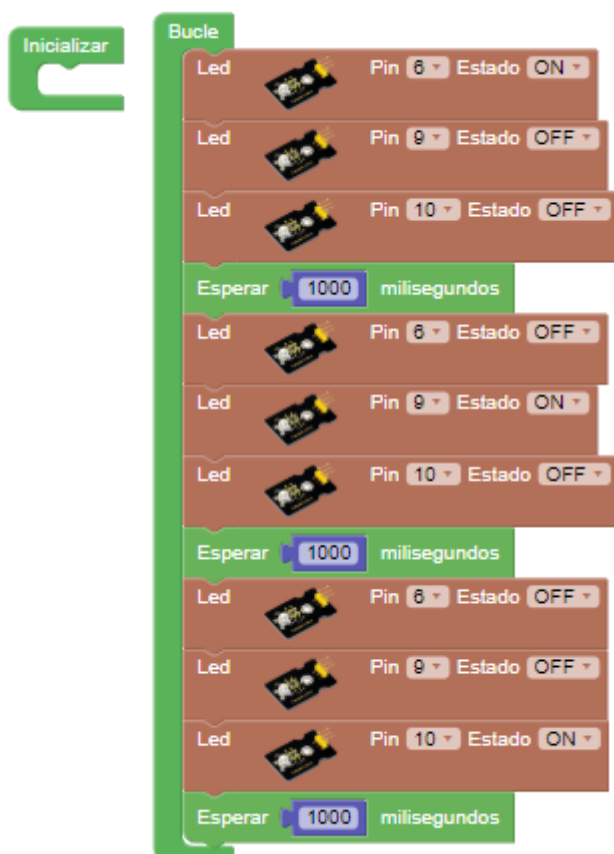 Inicializar
Bucle
Led Pin 6 Estado ON
Led Pin 9 Estado OFF
Led Pin 10 Estado OFF
Esperar 1000 milisegundos
Led Pin 6 Estado OFF
Led Pin 9 Estado ON
Led Pin 10 Estado OFF
Esperar 1000 milisegundos
Led Pin 6 Estado OFF
Led Pin 9 Estado OFF
Led Pin 10 Estado ON
Esperar 1000 milisegundos